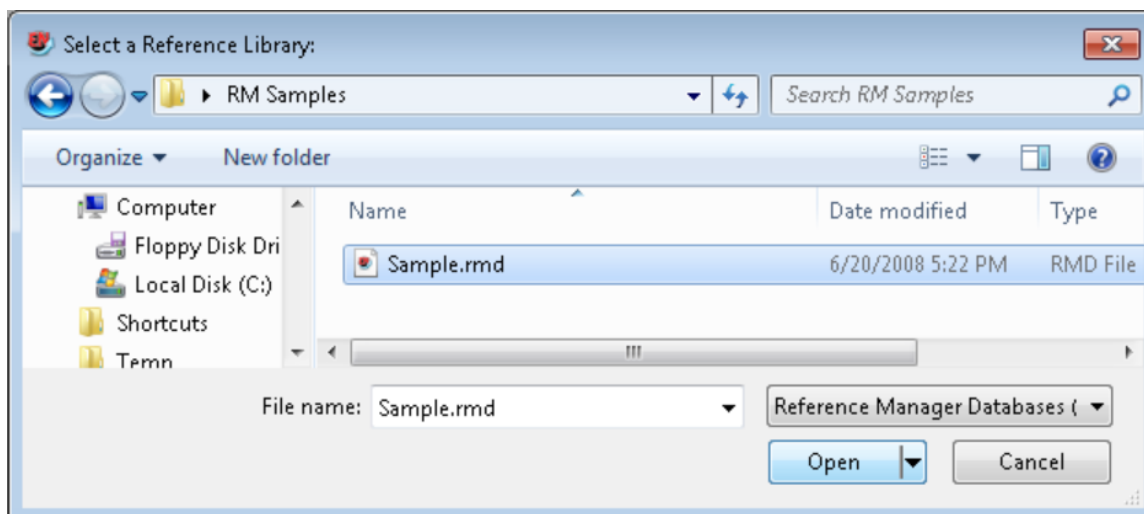 Select a Reference Library:
RM Samples
Search RM Samples
Organize
New folder
Computer
Floppy Disk Dri
Local Disk (C:)
Shortcuts
Temn
Name
Date modified
Type
Sample.rmd
6/20/2008 5:22 PM
RMD File
File name:
Sample.rmd
Reference Manager Databases (
Open
Cancel